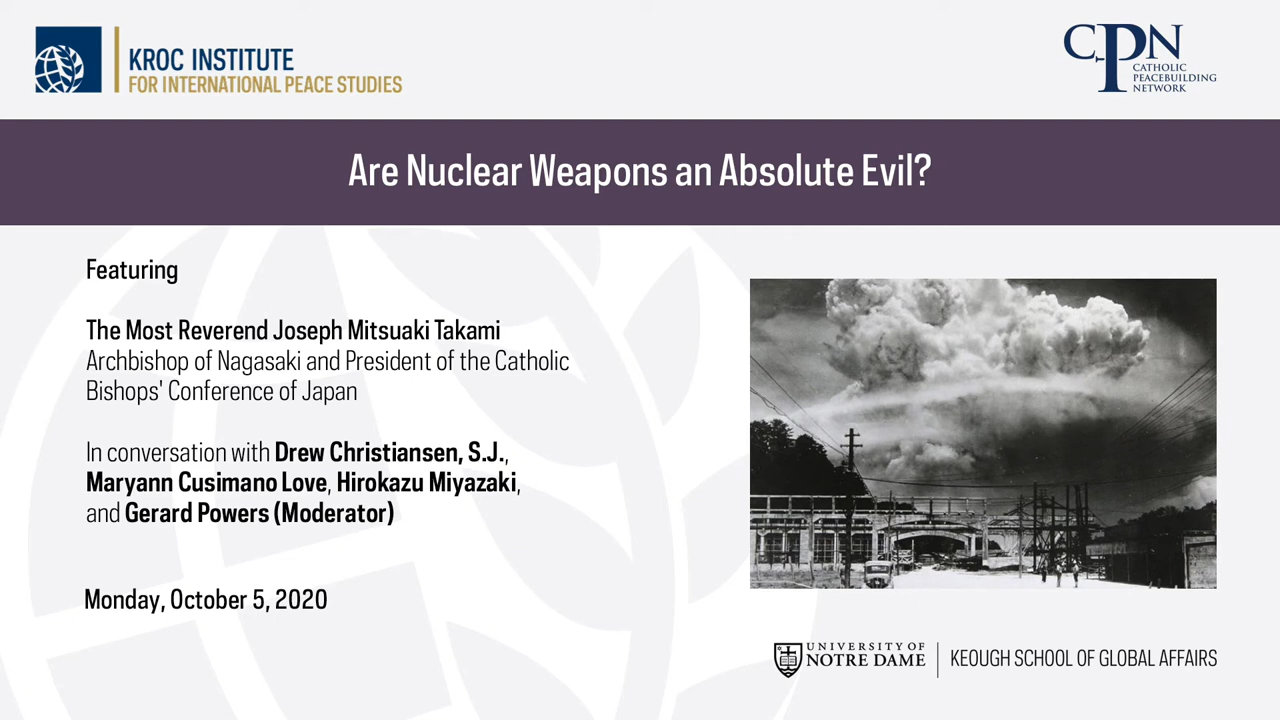 KROC INSTITUTE
FOR INTERNATIONAL PEACE STUDIES
CPN
CATHOLIC
PEACEBUILDING
NETWORK
Are Nuclear Weapons an Absolute Evil?
Featuring
The Most Reverend Joseph Mitsuaki Takami
Archbishop of Nagasaki and President of the Catholic
Bishops' Conference of Japan
In conversation with Drew Christiansen, S.J.,
Maryann Cusimano Love, Hirokazu Miyazaki,
and Gerard Powers (Moderator)
Monday, October 5, 2020
UNIVERSITY OF
NOTRE DAME
KEOUGH SCHOOL OF GLOBAL AFFAIRS